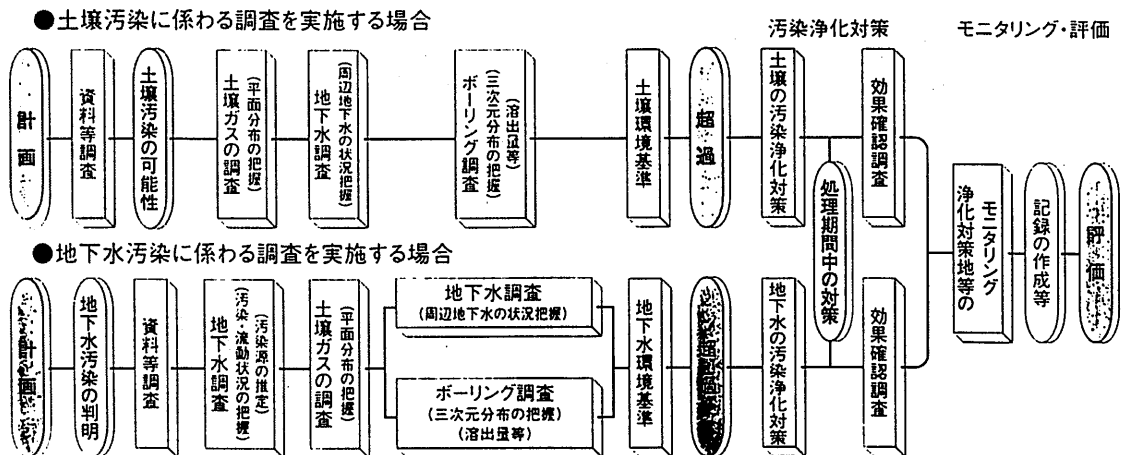 ●土壌汚染に係わる調査を実施する場合
汚染浄化対策
モニタリング・評価
計画
資料等調査
土壌汚染の可能性
土壌ガスの調査
(平面分布の把握)
地下水調査
(周辺地下水の状況把握)
ボーリング調査
(三次元分布の把握)
(溶出量等)
土壌環境基準
超過
土壌の汚染浄化対策
処理期間中の対策
効果確認調査
浄化対策地等の
モニタリング
記録の作成等
評価
●地下水汚染に係わる調査を実施する場合
計画
地下水汚染の判明
資料等調査
地下水調査
(汚染・流動状況の把握)
(汚染源の推定)
土壌ガスの調査
(平面分布の把握)
地下水調査
(周辺地下水の状況把握)
ボーリング調査
(三次元分布の把握)
(溶出量等)
地下水環境基準
超過
地下水の汚染浄化対策
効果確認調査